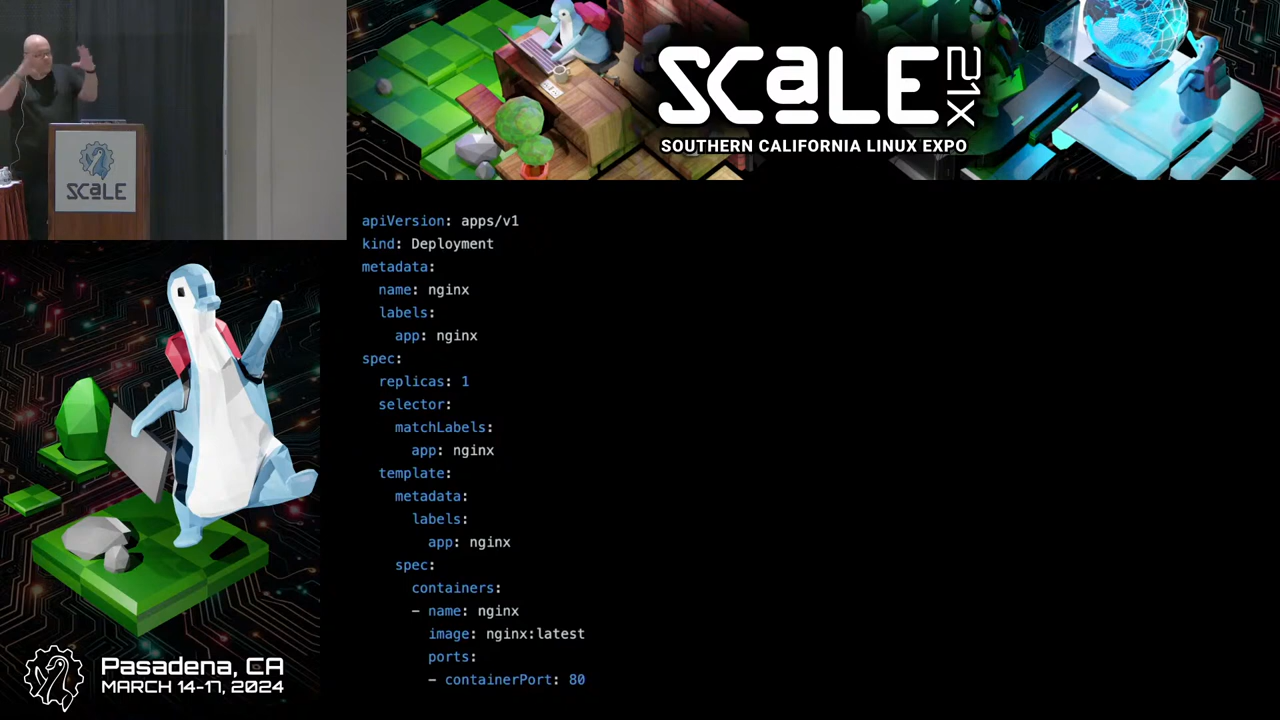 SCALE
SCALE 21X
SOUTHERN CALIFORNIA LINUX EXPO
apiVersion: apps/v1
kind: Deployment
metadata:
  name: nginx
  labels:
    app: nginx
spec:
  replicas: 1
  selector:
    matchLabels:
      app: nginx
  template:
    metadata:
      labels:
        app: nginx
    spec:
      containers:
      - name: nginx
        image: nginx:latest
        ports:
        - containerPort: 80
Pasadena, CA
MARCH 14-17, 2024